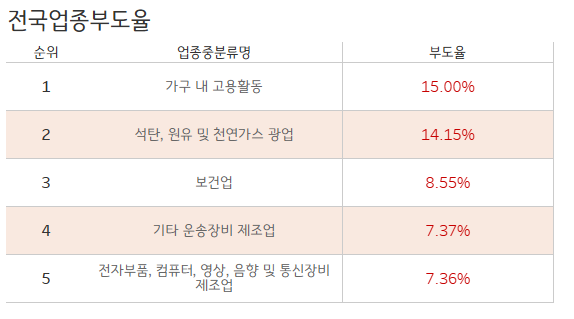 전국업종부도율
순위 업종중분류명 부도율
1 가구 내 고용활동 15.00%
2 석탄, 원유 및 천연가스 광업 14.15%
3 보건업 8.55%
4 기타 운송장비 제조업 7.37%
5 전자부품, 컴퓨터, 영상, 음향 및 통신장비 7.36%
제조업